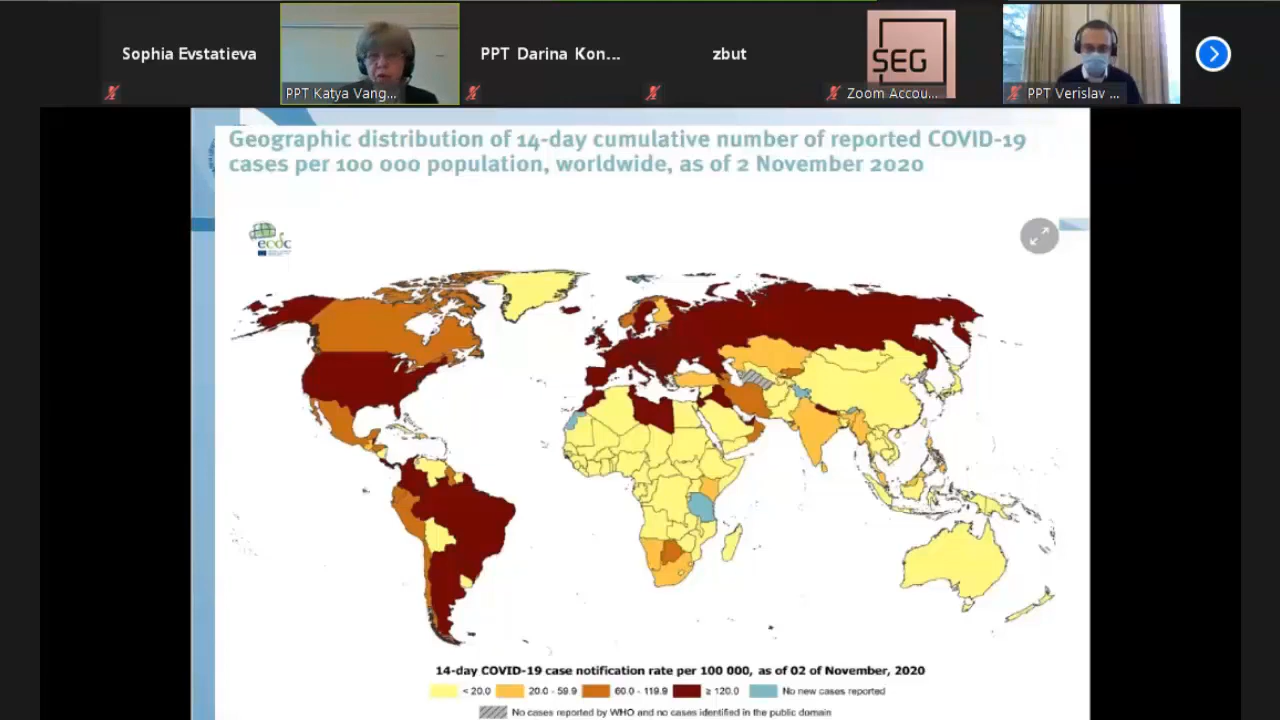 Sophia Evstatieva
PPT Katya Vang...
PPT Darina Kon...
zbut
SEG
Zoom Accou...
PPT Verislav ...
Geographic distribution of 14-day cumulative number of reported COVID-19
cases per 100 000 population, worldwide, as of 2 November 2020
ecdc
14-day COVID-19 case notification rate per 100 000, as of 02 of November, 2020
< 20.0
20.0 - 59.9
60.0 - 119.9
≥ 120.0
No new cases reported
No cases reported by WHO and no cases identified in the public domain